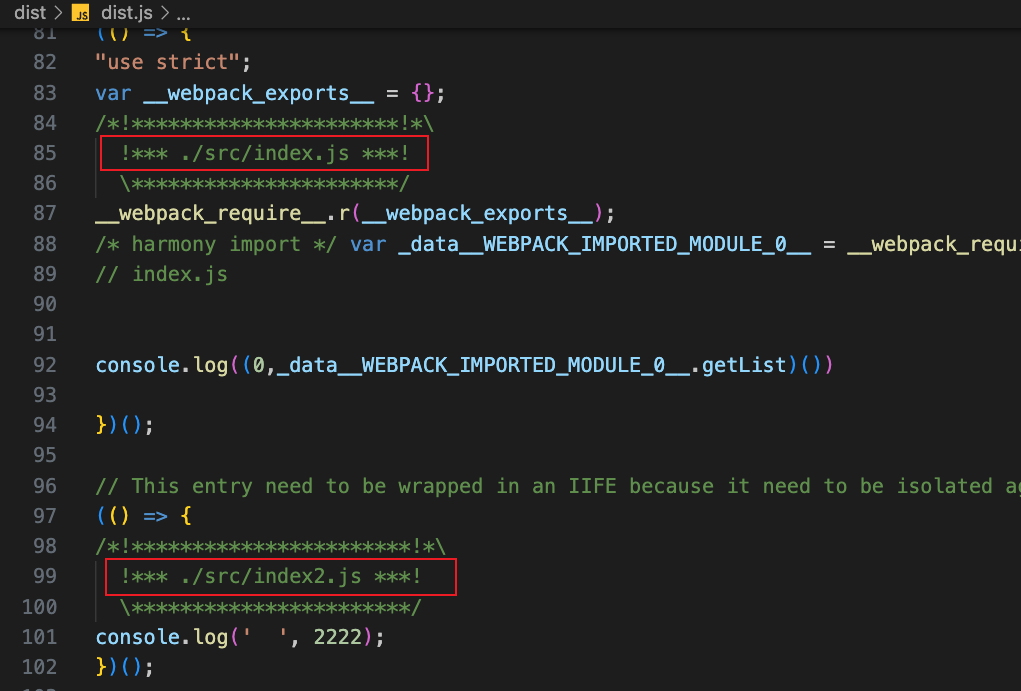 dist > JS dist.js > ...
81 (() => {
82 "use strict";
83 var __webpack_exports__ = {};
84 /*!**********************!*\
85 !*** ./src/index.js ***!
86 \**********************/
87 __webpack_require__.r(__webpack_exports__);
88 /* harmony import */ var _data__WEBPACK_IMPORTED_MODULE_0__ = __webpack_requi
89 // index.js
90
91
92 console.log((0,_data__WEBPACK_IMPORTED_MODULE_0__.getList)())
93
94 })();
95
96 // This entry need to be wrapped in an IIFE because it need to be isolated ag
97 (() => {
98 /*!***********************!*\
99 !*** ./src/index2.js ***!
100 \***********************/
101 console.log('  ', 2222);
102 })();